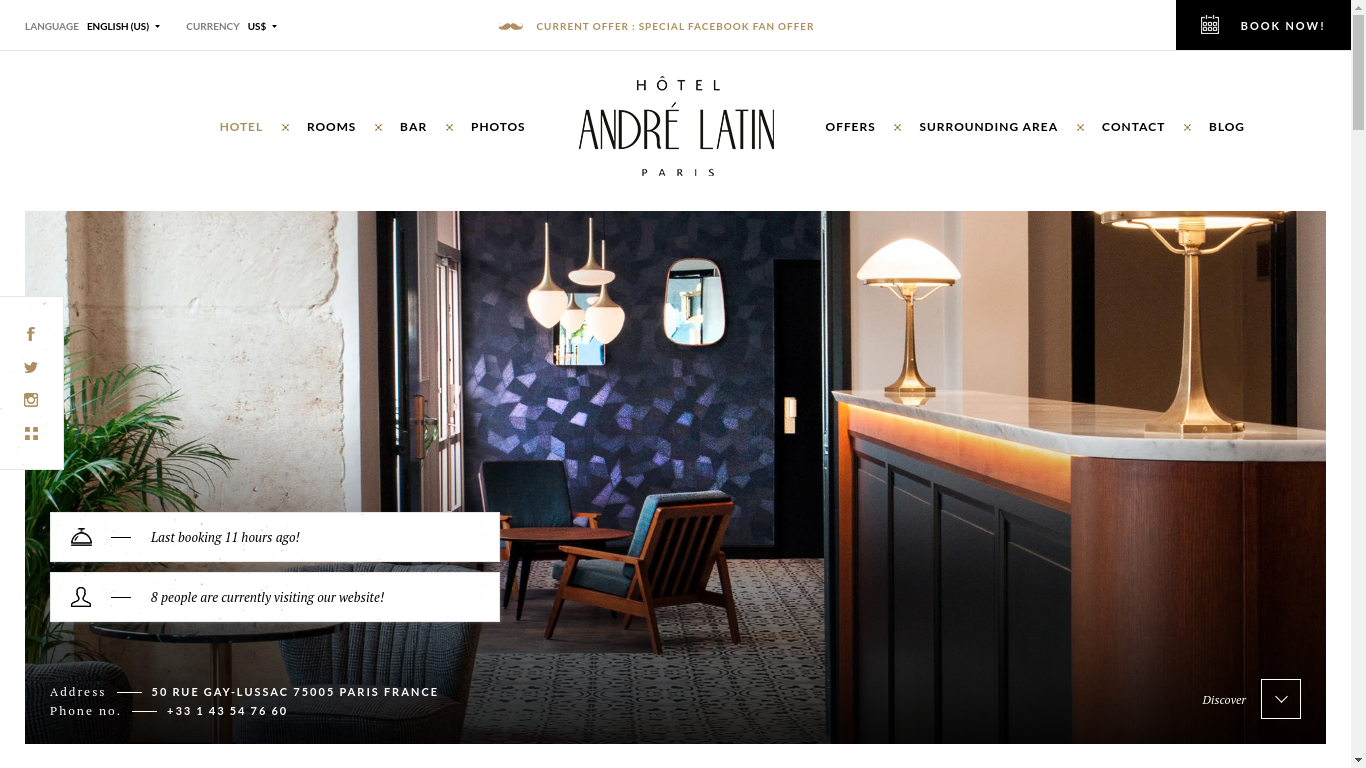 LANGUAGE ENGLISH (US) CURRENCY US$ CURRENT OFFER : SPECIAL FACEBOOK FAN OFFER BOOK NOW!
HÔTEL
ANDRÉ LATIN
PARIS
HOTEL ROOMS BAR PHOTOS OFFERS SURROUNDING AREA CONTACT BLOG
Last booking 11 hours ago!
8 people are currently visiting our website!
Address 50 RUE GAY-LUSSAC 75005 PARIS FRANCE
Phone no. +33 1 43 54 76 60
Discover